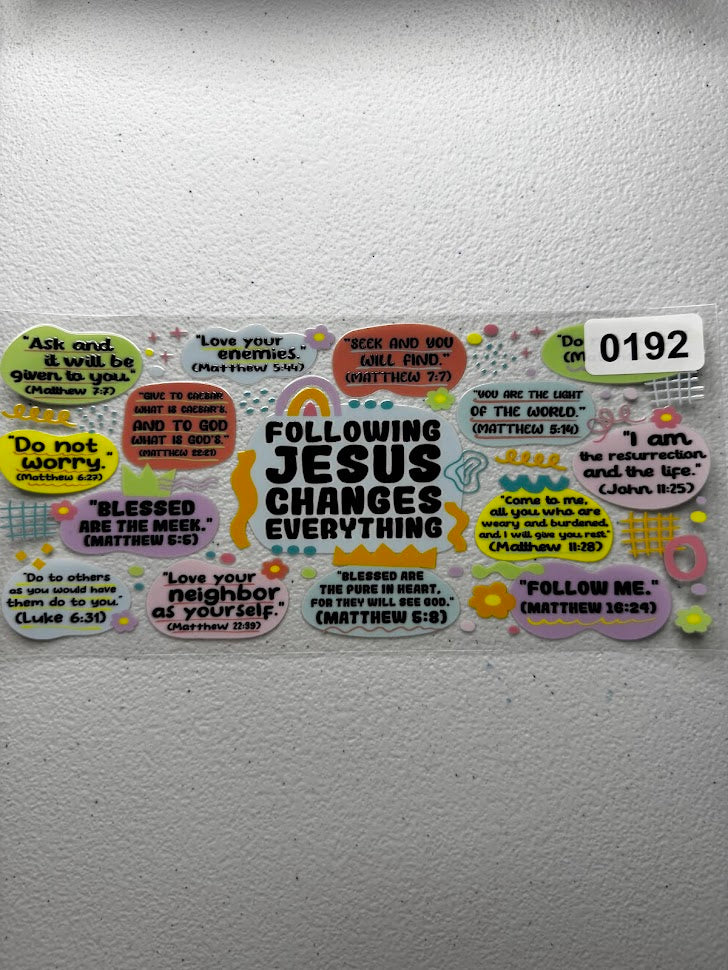 "Ask and
it will be
given to you."
(Matthew 7:7)
"Love your
enemies."
(Matthew 5:44)
"SEEK AND YOU
WILL FIND."
(MATTHEW 7:7)
"Do
(M
0192
"GIVE TO CAESAR
WHAT IS CAESAR'S,
AND TO GOD
WHAT IS GOD'S."
(MATTHEW 22:21)
"YOU ARE THE LIGHT
OF THE WORLD."
(MATTHEW 5:14)
"Do not
worry."
(Matthew 6:27)
FOLLOWING
JESUS
CHANGES
EVERYTHING
"I am
the resurrection
and the life."
(John 11:25)
"BLESSED
ARE THE MEEK."
(MATTHEW 5:5)
"Come to me,
all you who are
weary and burdened,
and I will give you rest."
(Matthew 11:28)
"Do to others
as you would have
them do to you."
(Luke 6:31)
"Love your
neighbor
as yourself."
(Matthew 22:39)
"BLESSED ARE
THE PURE IN HEART,
FOR THEY WILL SEE GOD."
(MATTHEW 5:8)
"FOLLOW ME."
(MATTHEW 16:24)